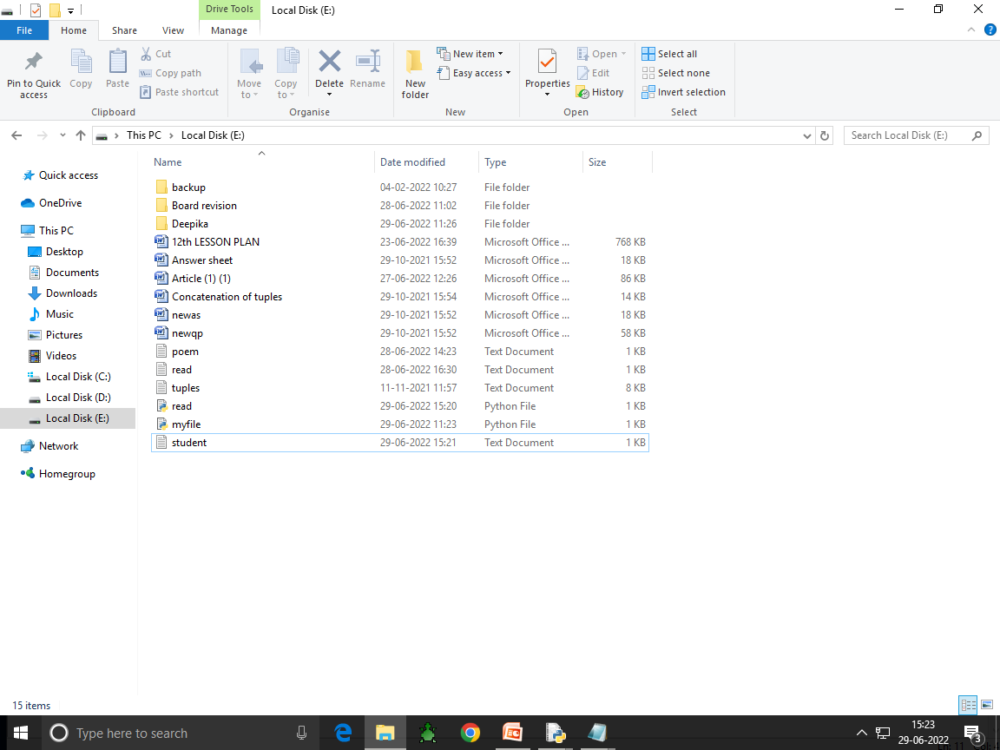 Drive Tools Local Disk (E:)
File Home Share View Manage
Pin to Quick access
Copy
Paste
Cut
Copy path
Paste shortcut
Clipboard
Move to
Copy to
Delete
Rename
Organise
New folder
New item
Easy access
New
Properties
Open
Edit
History
Open
Select all
Select none
Invert selection
Select
This PC Local Disk (E:)
Search Local Disk (E:)
Quick access
OneDrive
This PC
Desktop
Documents
Downloads
Music
Pictures
Videos
Local Disk (C:)
Local Disk (D:)
Local Disk (E:)
Network
Homegroup
Name Date modified Type Size
backup 04-02-2022 10:27 File folder
Board revision 28-06-2022 11:02 File folder
Deepika 29-06-2022 11:26 File folder
12th LESSON PLAN 23-06-2022 16:39 Microsoft Office ... 768 KB
Answer sheet 29-10-2021 15:52 Microsoft Office ... 18 KB
Article (1) (1) 27-06-2022 12:26 Microsoft Office ... 86 KB
Concatenation of tuples 29-10-2021 15:54 Microsoft Office ... 14 KB
newas 29-10-2021 15:52 Microsoft Office ... 18 KB
newqp 29-10-2021 15:52 Microsoft Office ... 58 KB
poem 28-06-2022 14:23 Text Document 1 KB
read 28-06-2022 16:30 Text Document 1 KB
tuples 11-11-2021 11:57 Text Document 8 KB
read 29-06-2022 15:20 Python File 1 KB
myfile 29-06-2022 11:23 Python File 1 KB
student 29-06-2022 15:21 Text Document 1 KB
15 items
Type here to search
15:23
29-06-2022
3